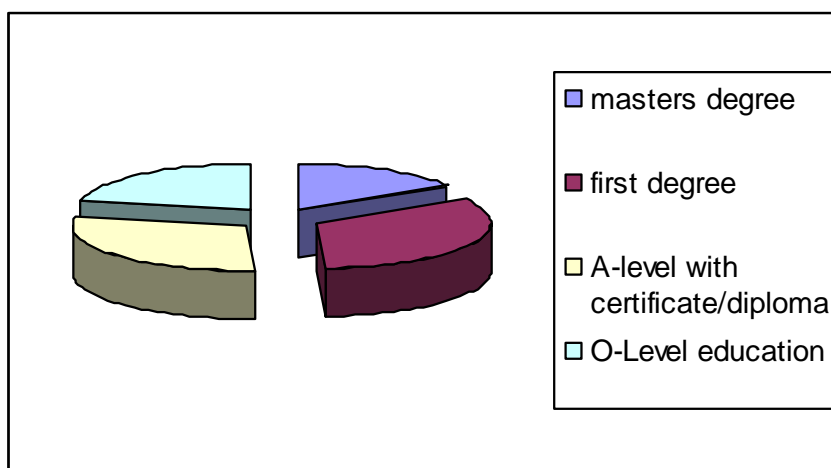 masters degree
first degree
A-level with
certificate/diploma
O-Level education